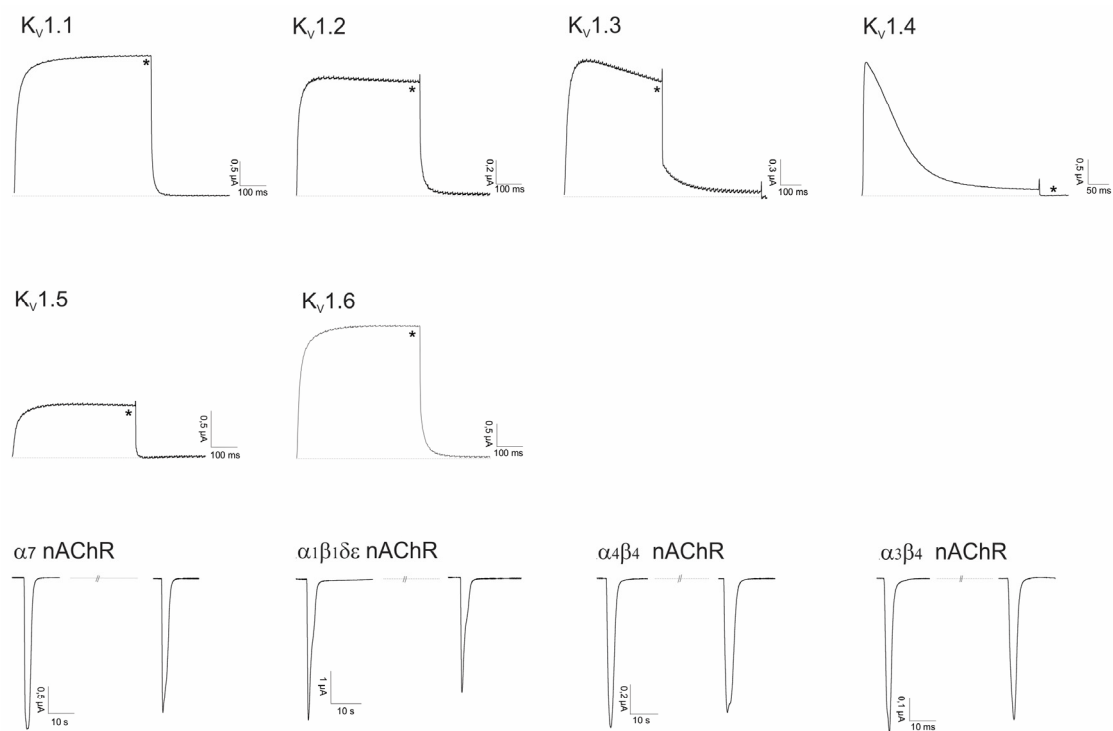 Kv1.1
Kv1.2
Kv1.3
Kv1.4
*
0,5 µA
100 ms
*
0,2 µA
100 ms
*
0,3 µA
100 ms
*
0,5 µA
50 ms
Kv1.5
Kv1.6
*
0,5 µA
100 ms
*
0,5 µA
100 ms
α7 nAChR
α1β1δε nAChR
α4β4 nAChR
α3β4 nAChR
//
//
//
//
0,5 µA
10 s
1 µA
10 s
0,2 µA
10 s
0,1 µA
10 ms